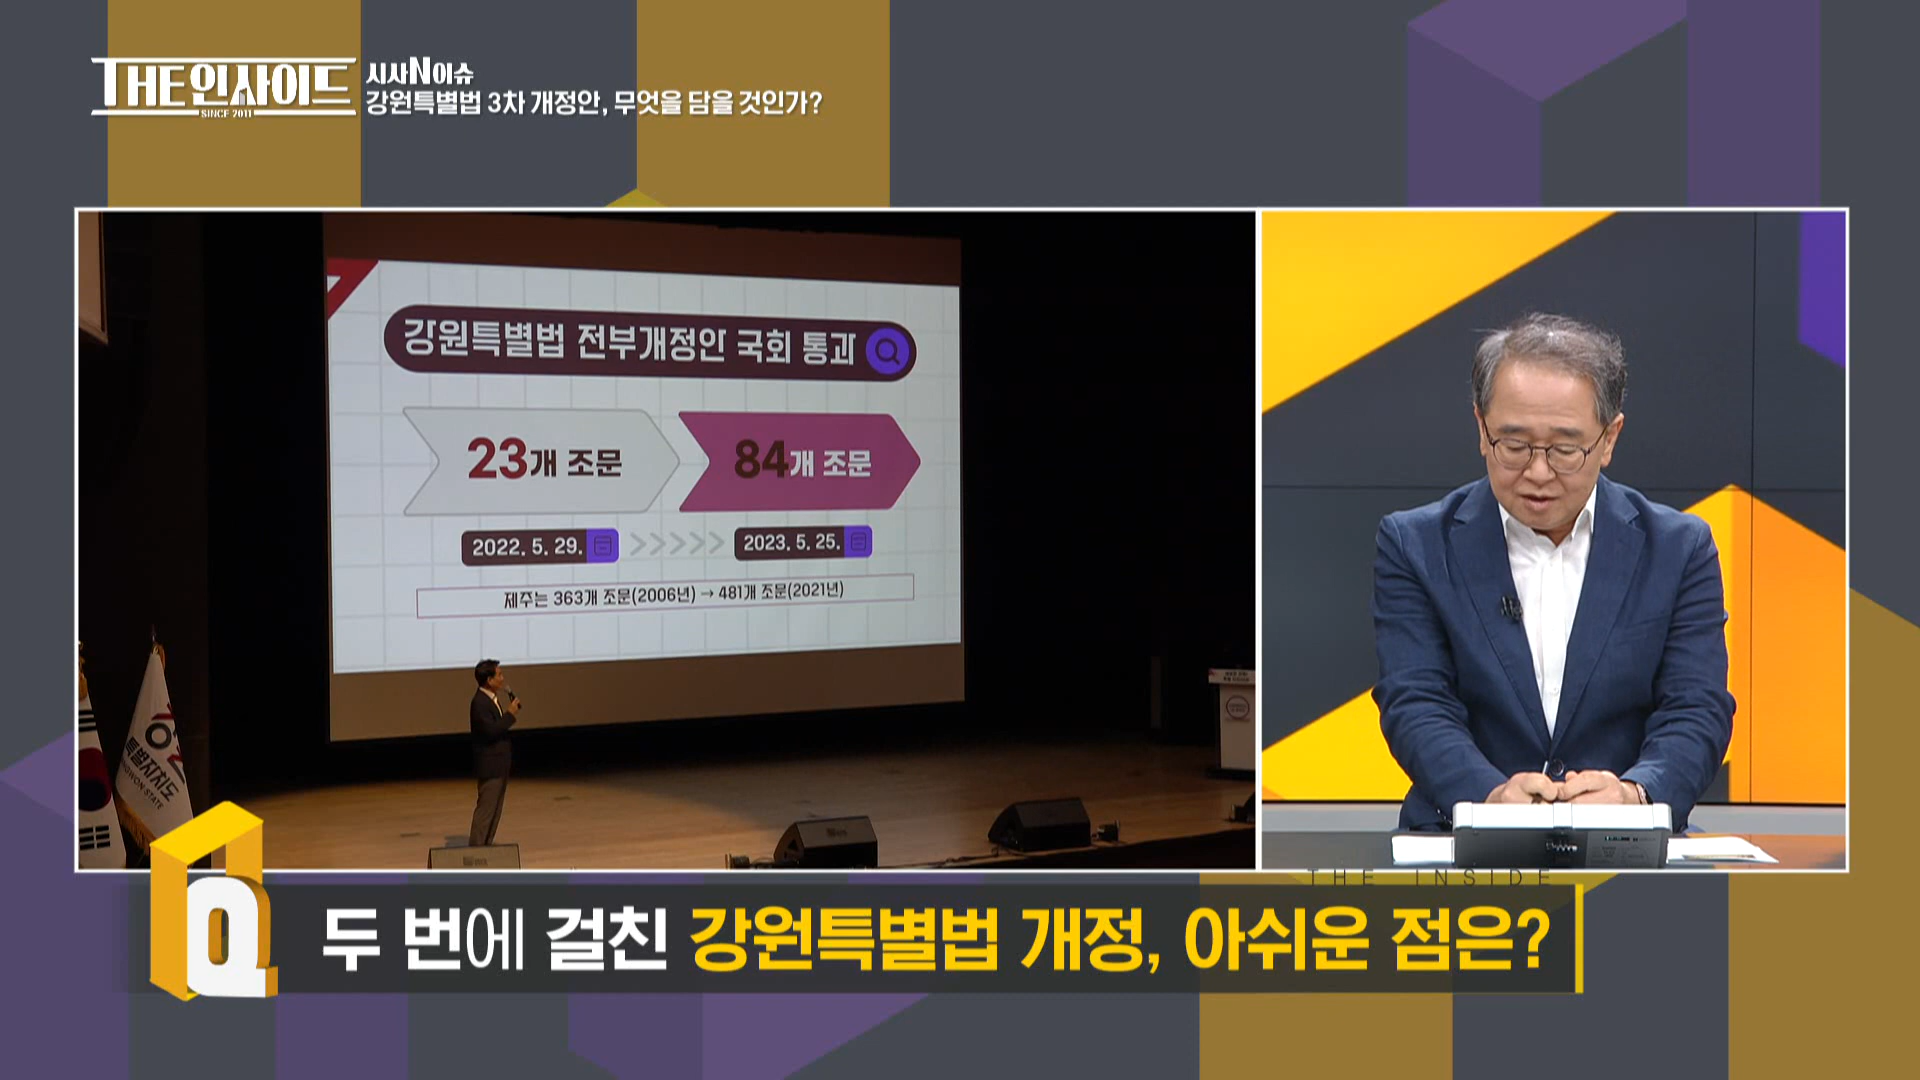 THE인사이드
SINCE 2011
시사N이슈
강원특별법 3차 개정안, 무엇을 담을 것인가?
강원특별법 전부개정안 국회 통과
23개 조문
84개 조문
2022. 5. 29.
2023. 5. 25.
제주는 363개 조문(2006년) → 481개 조문(2021년)
특별자치도
THE INSIDE
Q
두 번에 걸친 강원특별법 개정, 아쉬운 점은?